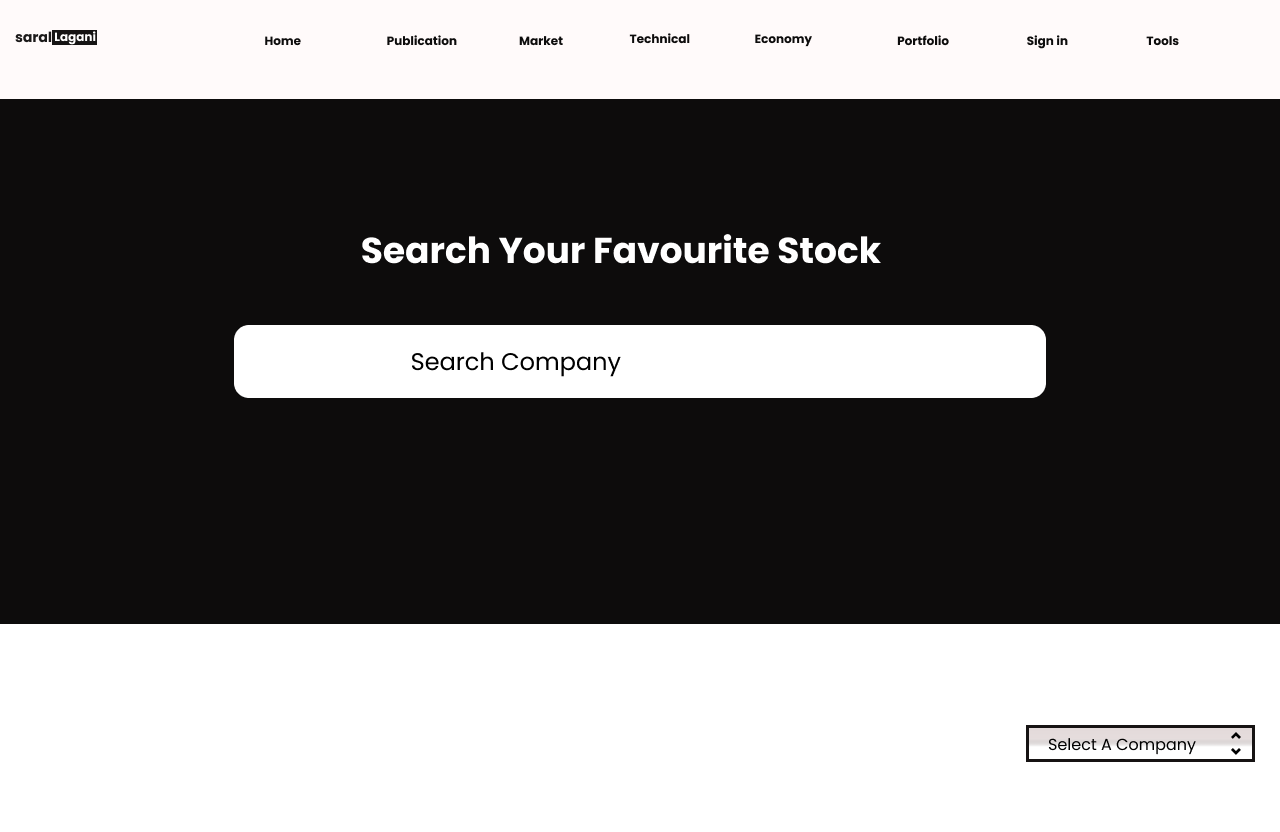 saralLagani
Home Publication Market Technical Economy Portfolio Sign in Tools
Search Your Favourite Stock
Search Company
Select A Company